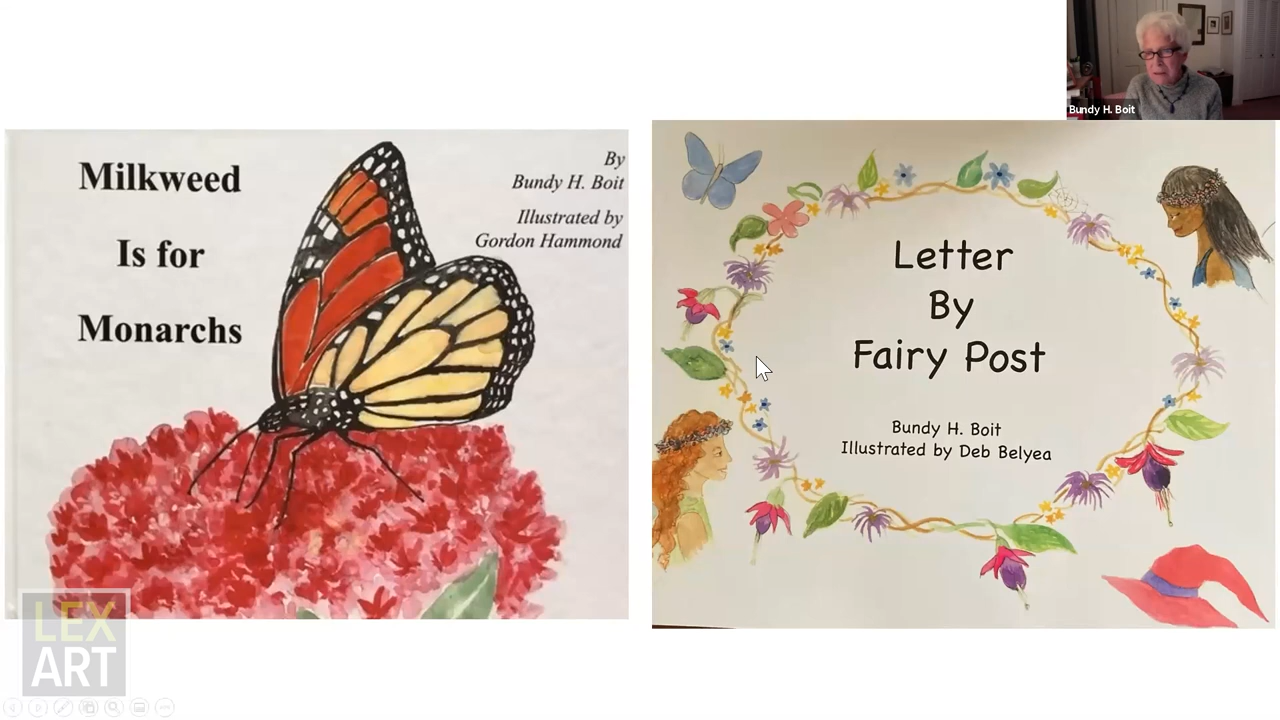 Bundy H. Boit
Milkweed
Is for
Monarchs
By
Bundy H. Boit
Illustrated by
Gordon Hammond
Letter
By
Fairy Post
Bundy H. Boit
Illustrated by Deb Belyea
LEX
ART